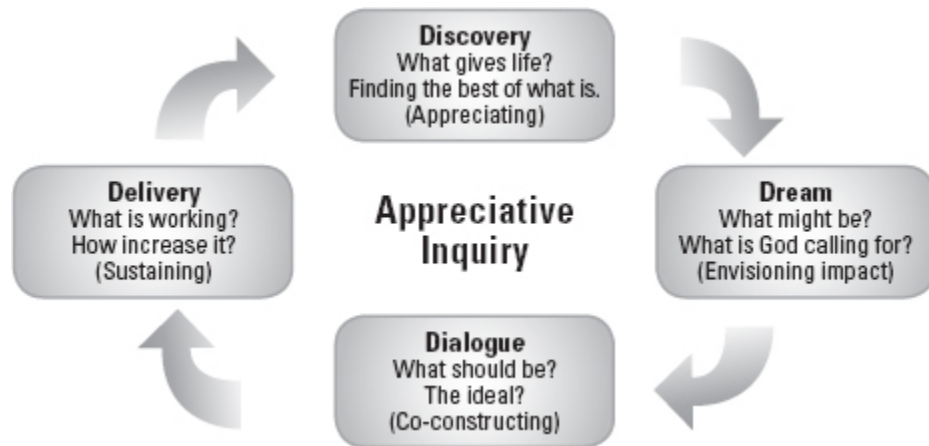 Discovery
What gives life?
Finding the best of what is.
(Appreciating)
Delivery
What is working?
How increase it?
(Sustaining)
Appreciative
Inquiry
Dream
What might be?
What is God calling for?
(Envisioning impact)
Dialogue
What should be?
The ideal?
(Co-constructing)